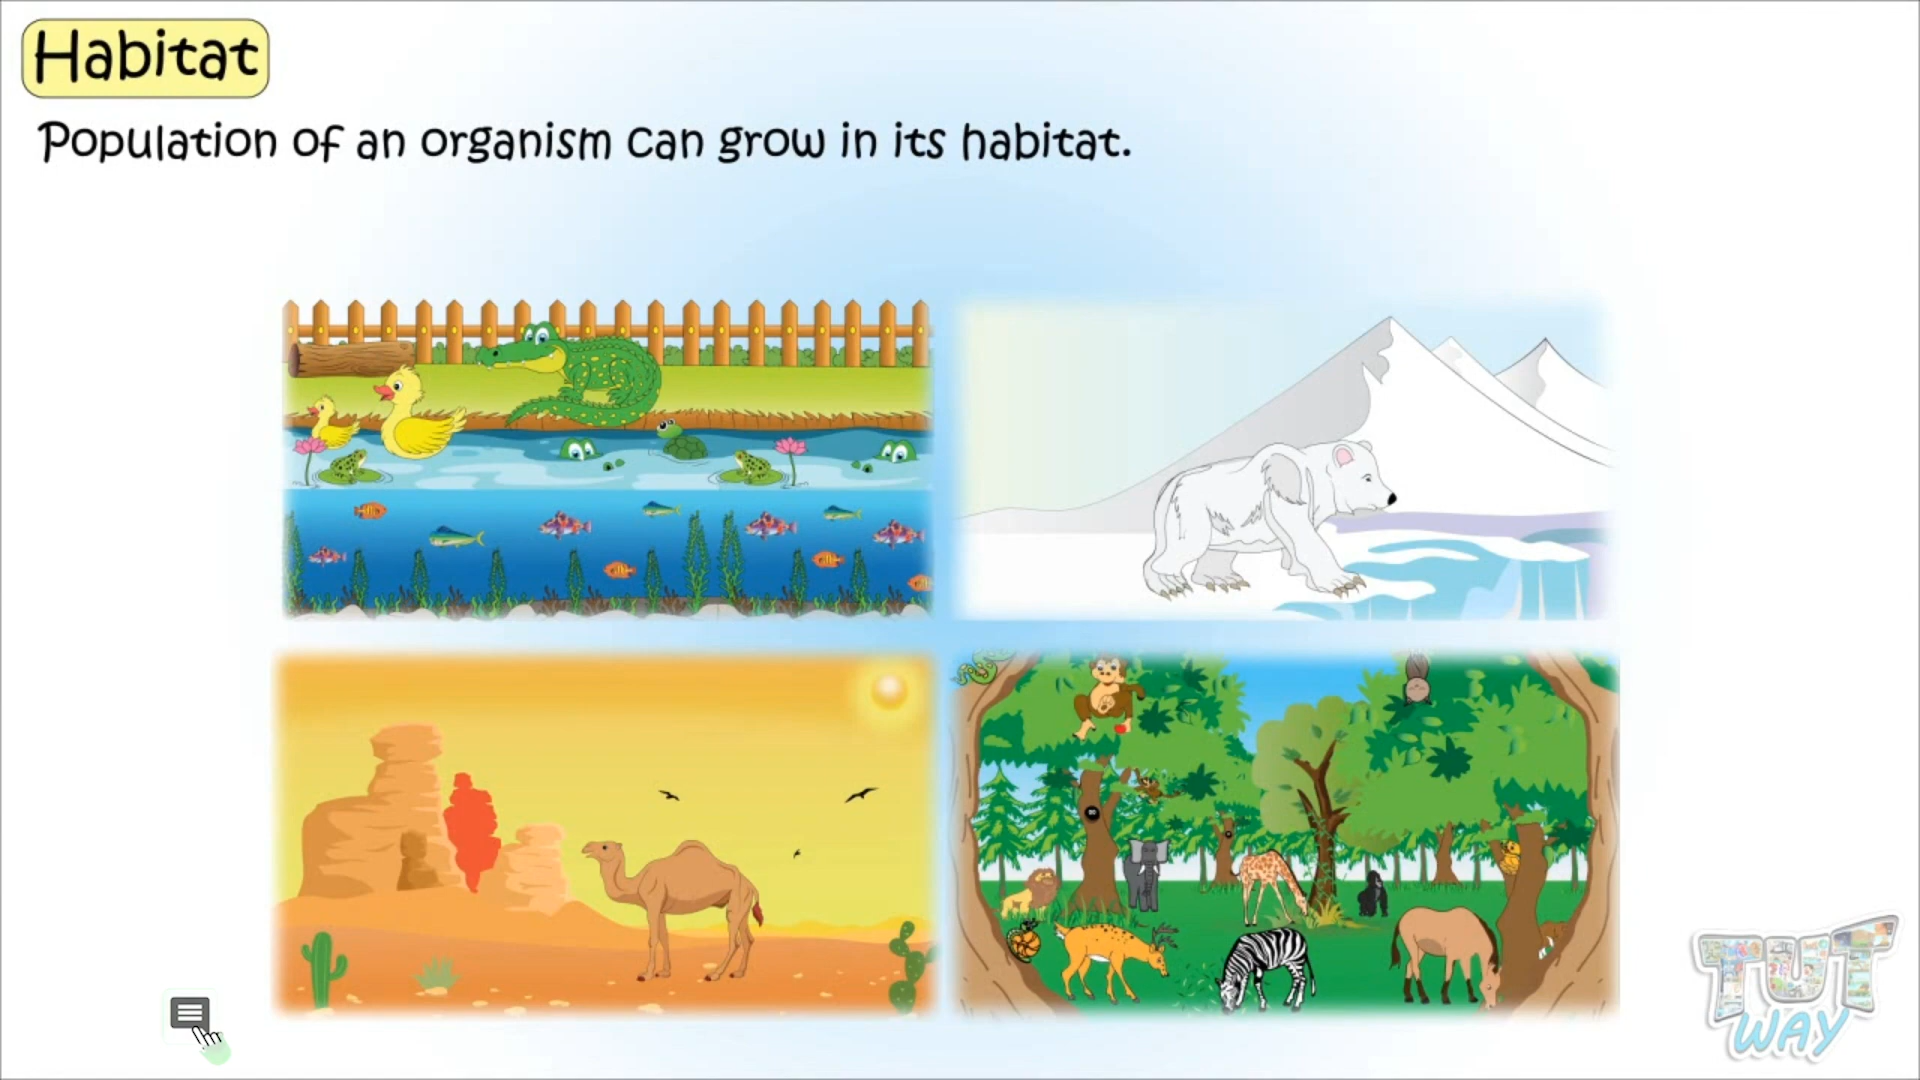 Habitat
Population of an organism can grow in its habitat.
TUT
WAY